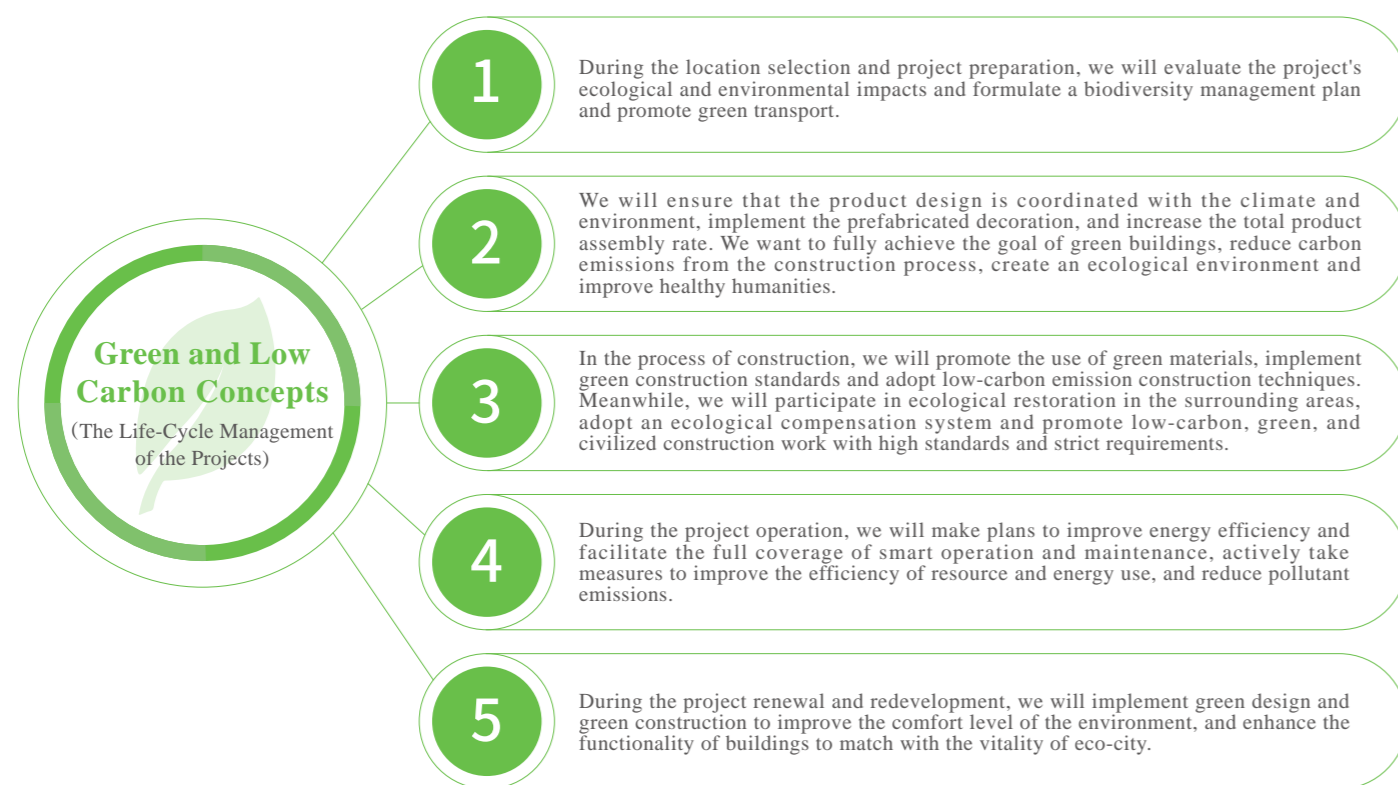 Green and Low
Carbon Concepts
(The Life-Cycle Management
of the Projects)
1
During the location selection and project preparation, we will evaluate the project's
ecological and environmental impacts and formulate a biodiversity management plan
and promote green transport.
2
We will ensure that the product design is coordinated with the climate and
environment, implement the prefabricated decoration, and increase the total product
assembly rate. We want to fully achieve the goal of green buildings, reduce carbon
emissions from the construction process, create an ecological environment and
improve healthy humanities.
3
In the process of construction, we will promote the use of green materials, implement
green construction standards and adopt low-carbon emission construction techniques.
Meanwhile, we will participate in ecological restoration in the surrounding areas,
adopt an ecological compensation system and promote low-carbon, green, and
civilized construction work with high standards and strict requirements.
4
During the project operation, we will make plans to improve energy efficiency and
facilitate the full coverage of smart operation and maintenance, actively take
measures to improve the efficiency of resource and energy use, and reduce pollutant
emissions.
5
During the project renewal and redevelopment, we will implement green design and
green construction to improve the comfort level of the environment, and enhance the
functionality of buildings to match with the vitality of eco-city.